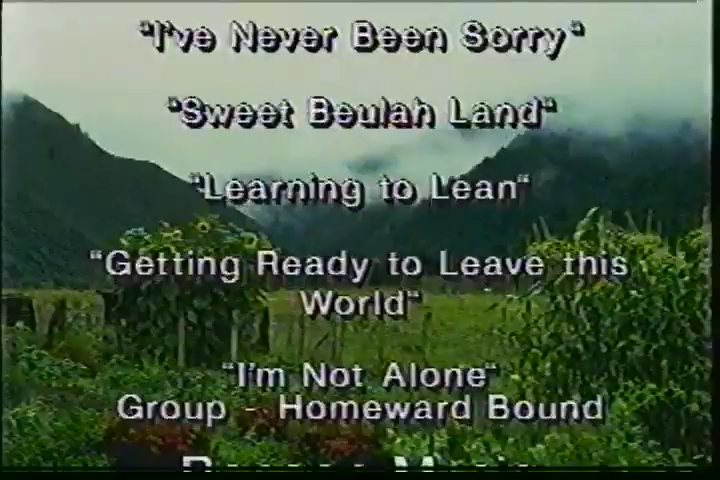 "I've Never Been Sorry"
"Sweet Beulah Land"
"Learning to Lean"
"Getting Ready to Leave this
World"
"I'm Not Alone"
Group - Homeward Bound